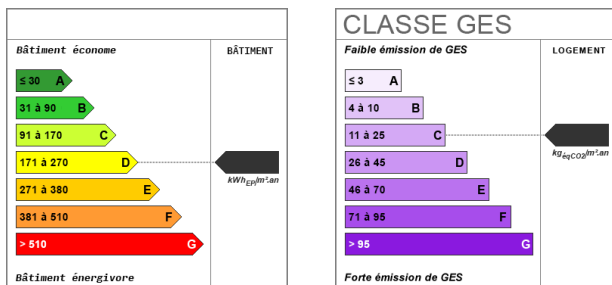 Bâtiment économe
BÂTIMENT
≤ 30 A
31 à 90 B
91 à 170 C
171 à 270 D
kWhEP/m².an
271 à 380 E
381 à 510 F
> 510 G
Bâtiment énergivore
CLASSE GES
Faible émission de GES
LOGEMENT
≤ 3 A
4 à 10 B
11 à 25 C
kgéqCO2/m².an
26 à 45 D
46 à 70 E
71 à 95 F
> 95 G
Forte émission de GES